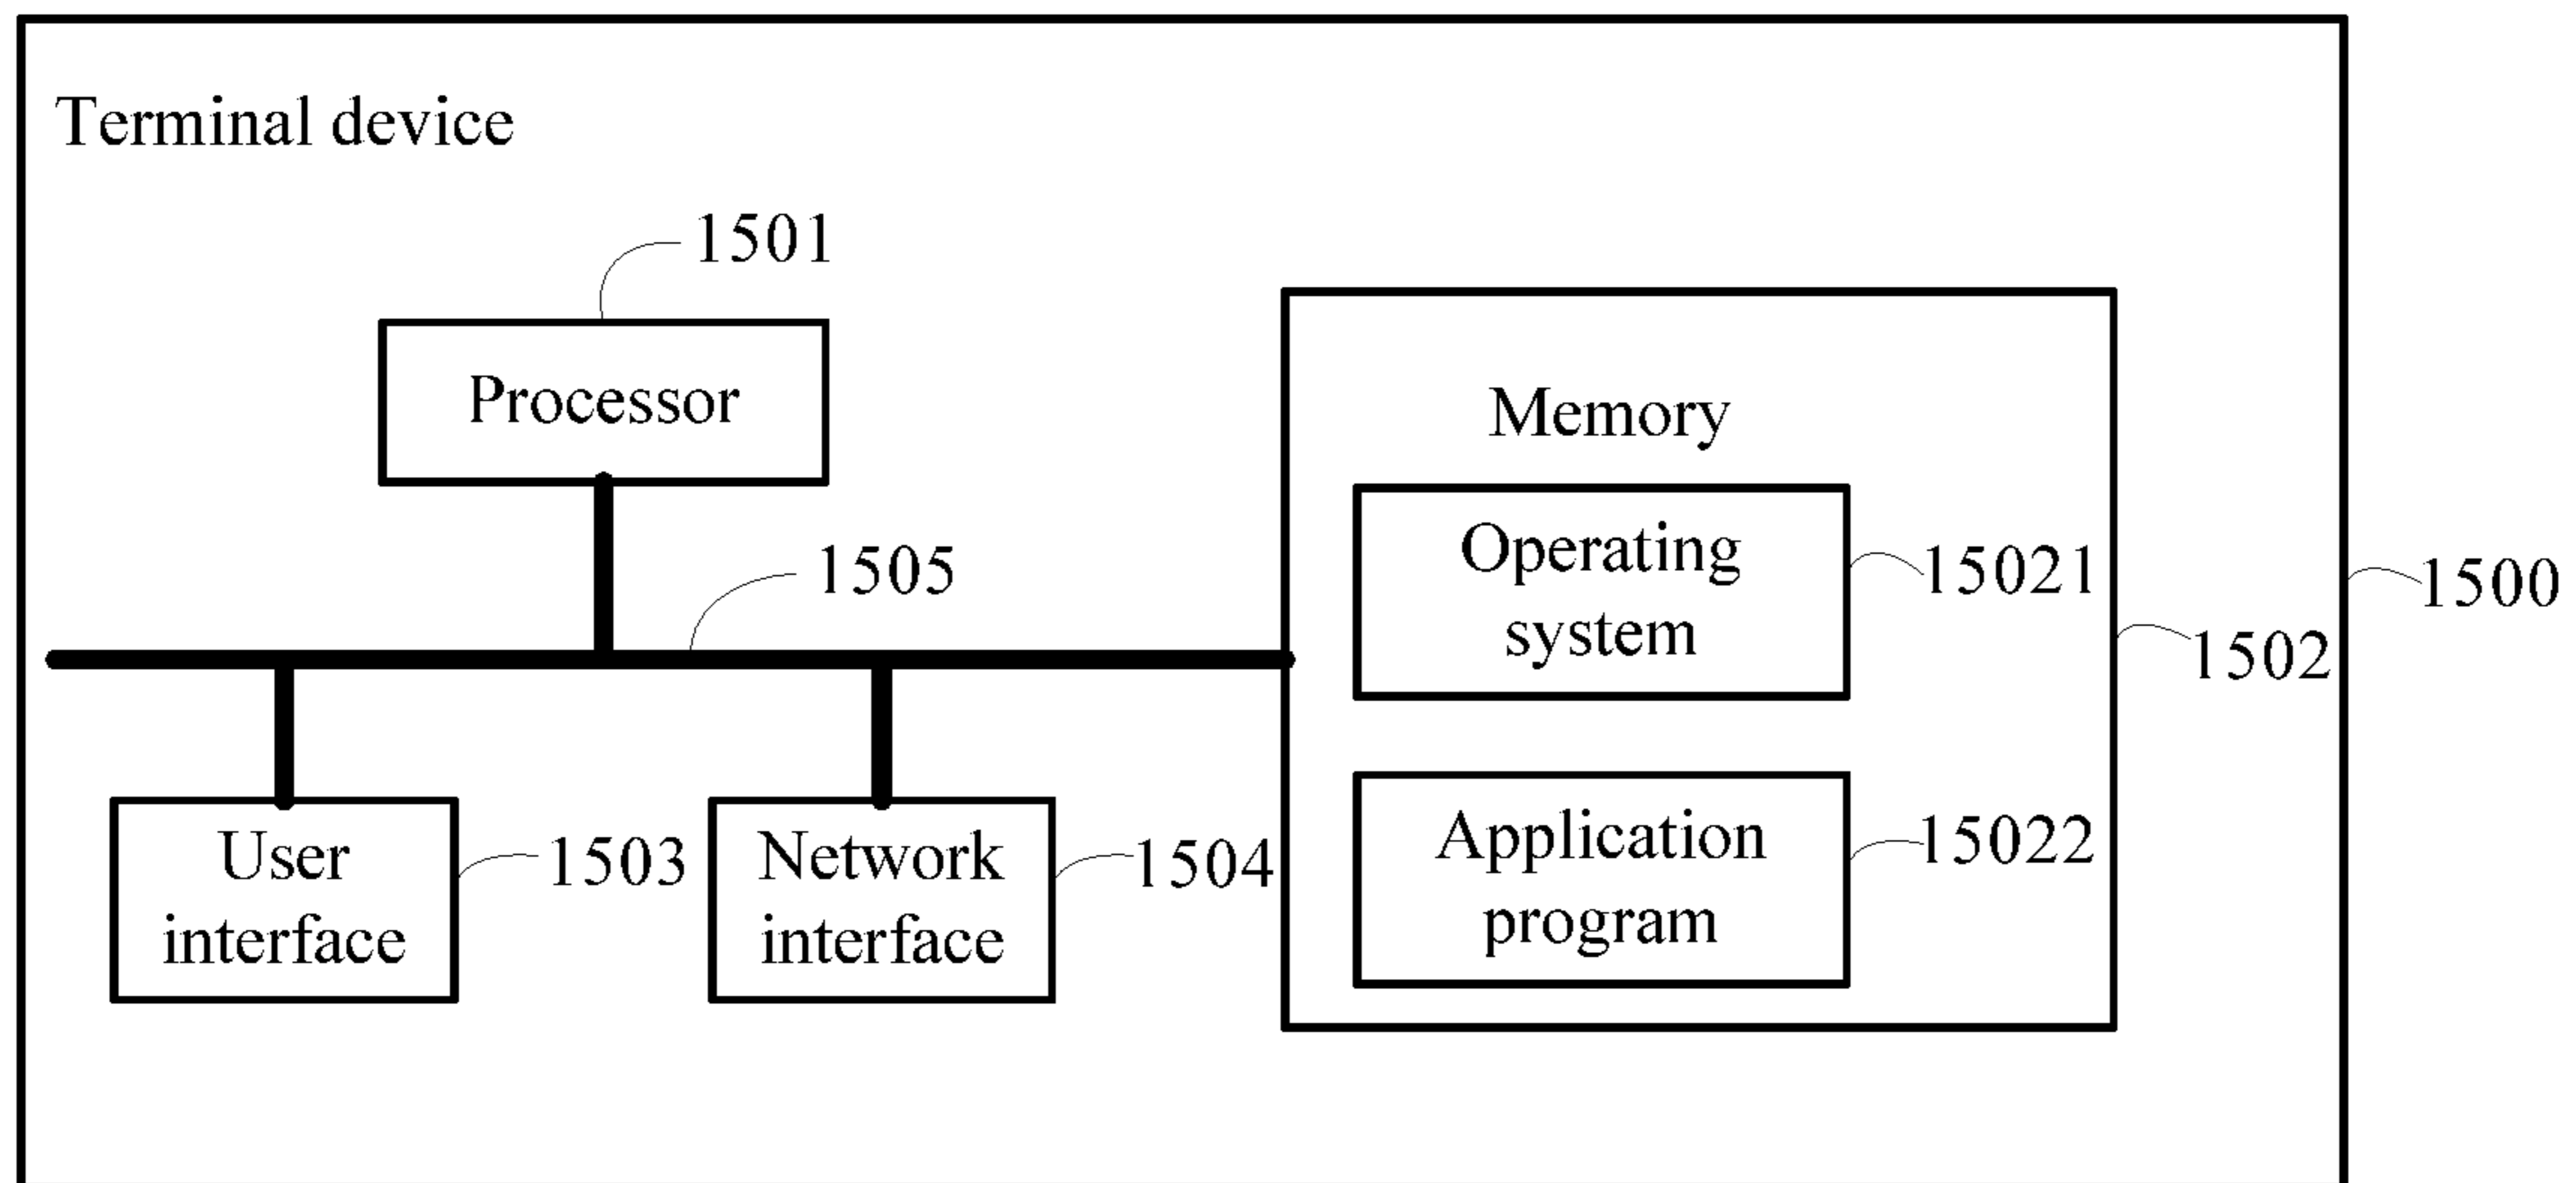 Terminal device
1501
Processor
Memory
1505
Operating
system
15021
1500
1502
User
interface
1503
Network
interface
1504
Application
program
15022